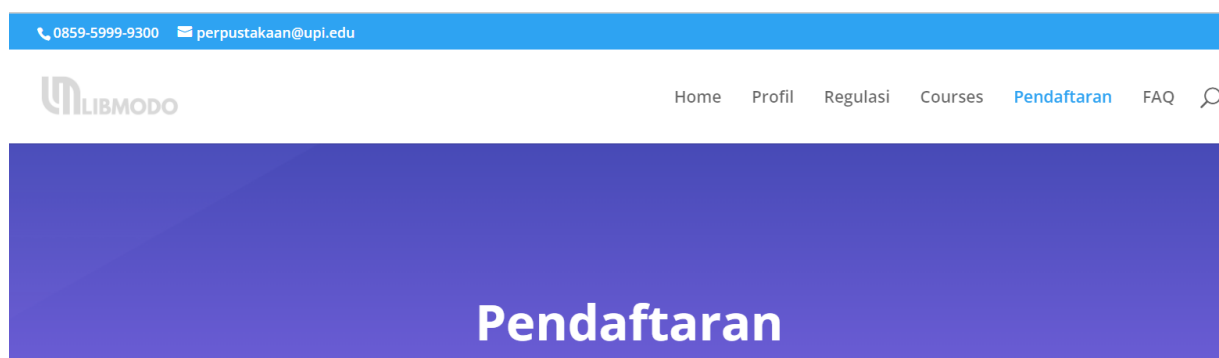 0859-5999-9300 perpustakaan@upi.edu
LIBMODO Home Profil Regulasi Courses Pendaftaran FAQ
Pendaftaran